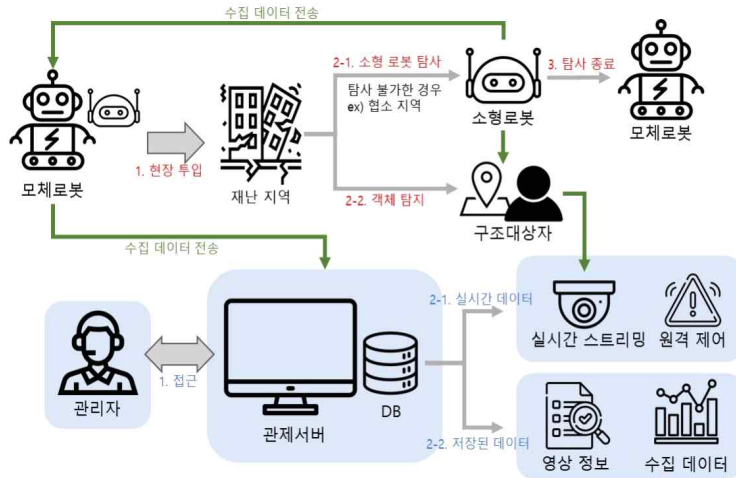 수집 데이터 전송
2-1. 소형 로봇 탐사
탐사 불가한 경우
ex) 협소 지역
3. 탐사 종료
소형로봇
모체로봇
1. 현장 투입
모체로봇
재난 지역
2-2. 객체 탐지
구조대상자
수집 데이터 전송
2-1. 실시간 데이터
실시간 스트리밍
원격 제어
1. 접근
관리자
DB
관제서버
2-2. 저장된 데이터
영상 정보
수집 데이터